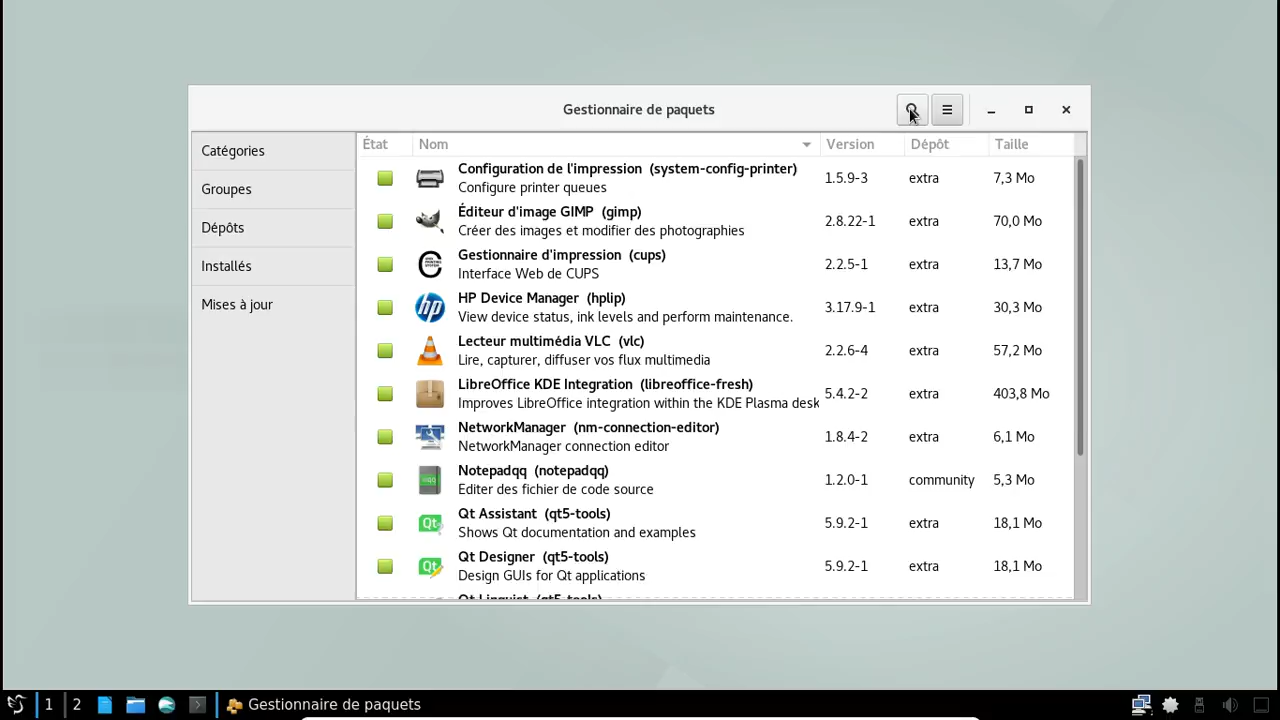 Gestionnaire de paquets
Catégories
Groupes
Dépôts
Installés
Mises à jour
État Nom Version Dépôt Taille
Configuration de l'impression (system-config-printer)
Configure printer queues
1.5.9-3 extra 7,3 Mo
Éditeur d'image GIMP (gimp)
Créer des images et modifier des photographies
2.8.22-1 extra 70,0 Mo
Gestionnaire d'impression (cups)
Interface Web de CUPS
2.2.5-1 extra 13,7 Mo
hp
HP Device Manager (hplip)
View device status, ink levels and perform maintenance.
3.17.9-1 extra 30,3 Mo
Lecteur multimédia VLC (vlc)
Lire, capturer, diffuser vos flux multimedia
2.2.6-4 extra 57,2 Mo
LibreOffice KDE Integration (libreoffice-fresh)
Improves LibreOffice integration within the KDE Plasma desk
5.4.2-2 extra 403,8 Mo
NetworkManager (nm-connection-editor)
NetworkManager connection editor
1.8.4-2 extra 6,1 Mo
Notepadqq (notepadqq)
Editer des fichier de code source
1.2.0-1 community 5,3 Mo
Qt
Qt Assistant (qt5-tools)
Shows Qt documentation and examples
5.9.2-1 extra 18,1 Mo
Qt
Qt Designer (qt5-tools)
Design GUIs for Qt applications
5.9.2-1 extra 18,1 Mo
Qt Linguist (qt5-tools)
1 2 Gestionnaire de paquets